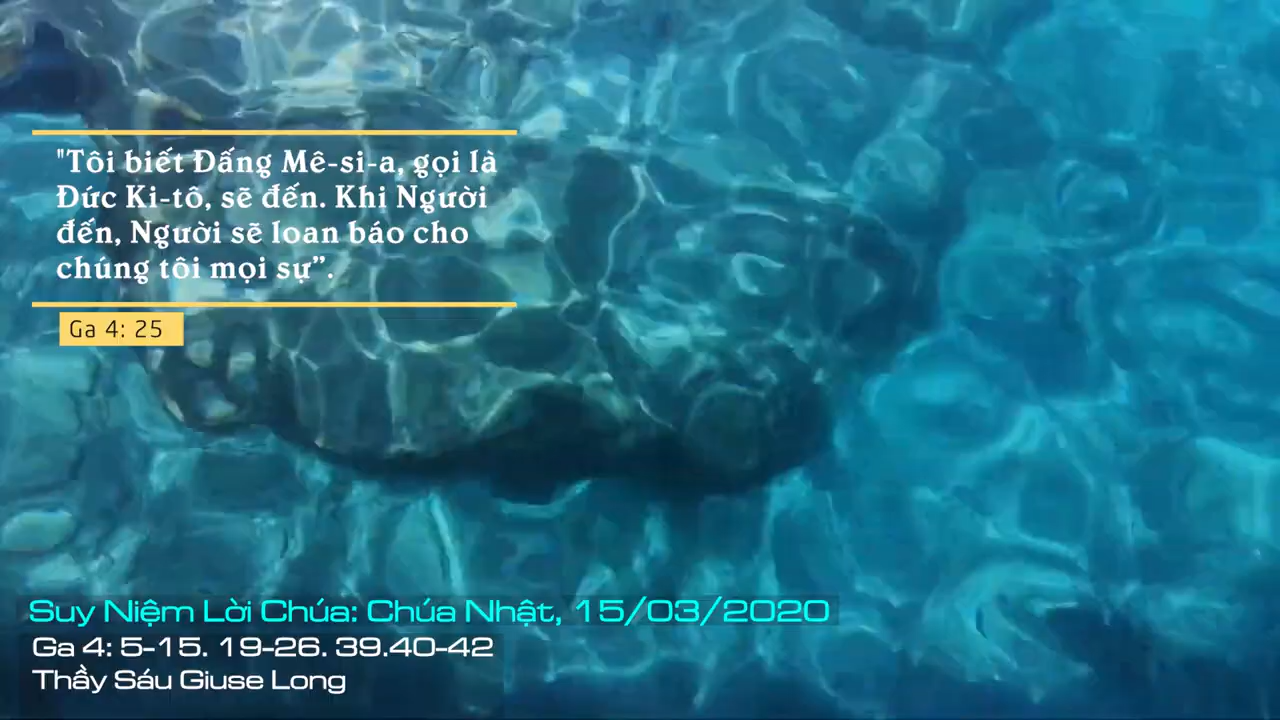 "Tôi biết Đấng Mê-si-a, gọi là
Đức Ki-tô, sẽ đến. Khi Người
đến, Người sẽ loan báo cho
chúng tôi mọi sự”.
Ga 4: 25
Suy Niệm Lời Chúa: Chúa Nhật, 15/03/2020
Ga 4: 5-15. 19-26. 39.40-42
Thầy Sáu Giuse Long